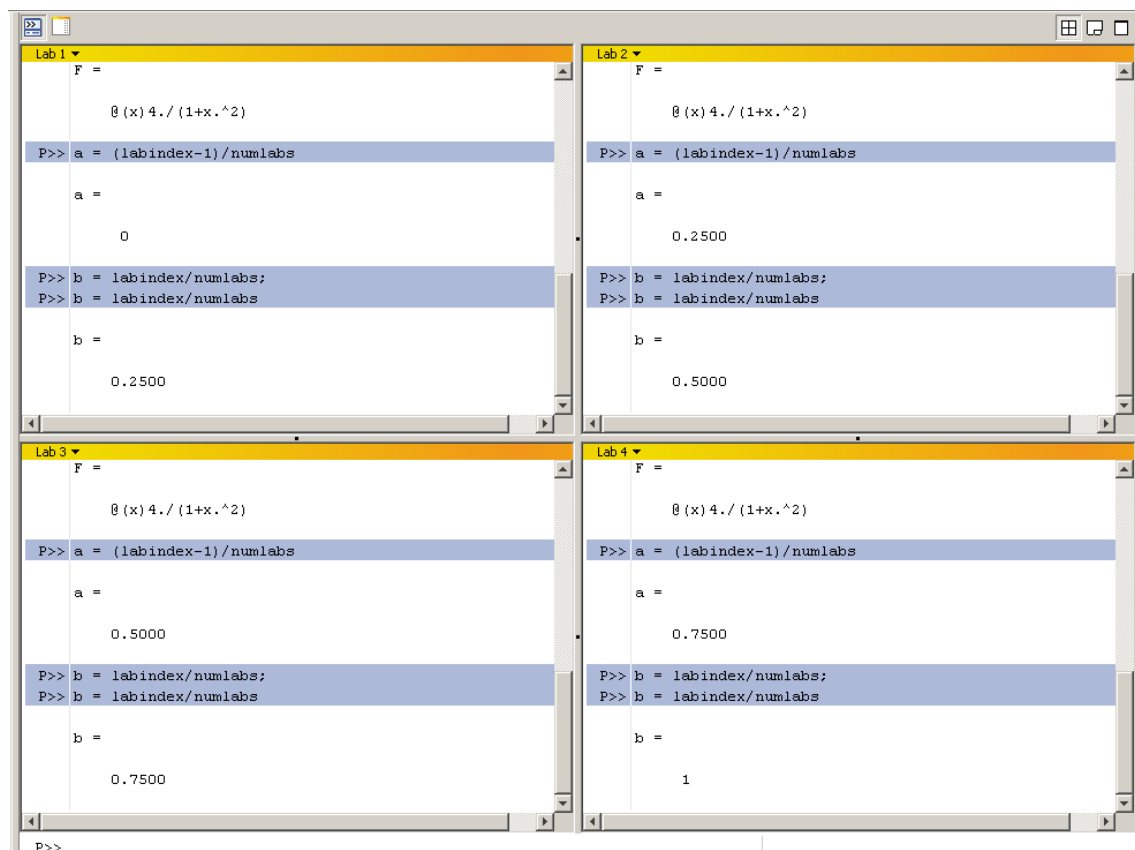 Lab 1
F =
@(x)4./(1+x.^2)
P>> a = (labindex-1)/numlabs
a =
0
P>> b = labindex/numlabs;
P>> b = labindex/numlabs
b =
0.2500
Lab 2
F =
@(x)4./(1+x.^2)
P>> a = (labindex-1)/numlabs
a =
0.2500
P>> b = labindex/numlabs;
P>> b = labindex/numlabs
b =
0.5000
Lab 3
F =
@(x)4./(1+x.^2)
P>> a = (labindex-1)/numlabs
a =
0.5000
P>> b = labindex/numlabs;
P>> b = labindex/numlabs
b =
0.7500
Lab 4
F =
@(x)4./(1+x.^2)
P>> a = (labindex-1)/numlabs
a =
0.7500
P>> b = labindex/numlabs;
P>> b = labindex/numlabs
b =
1
P>>